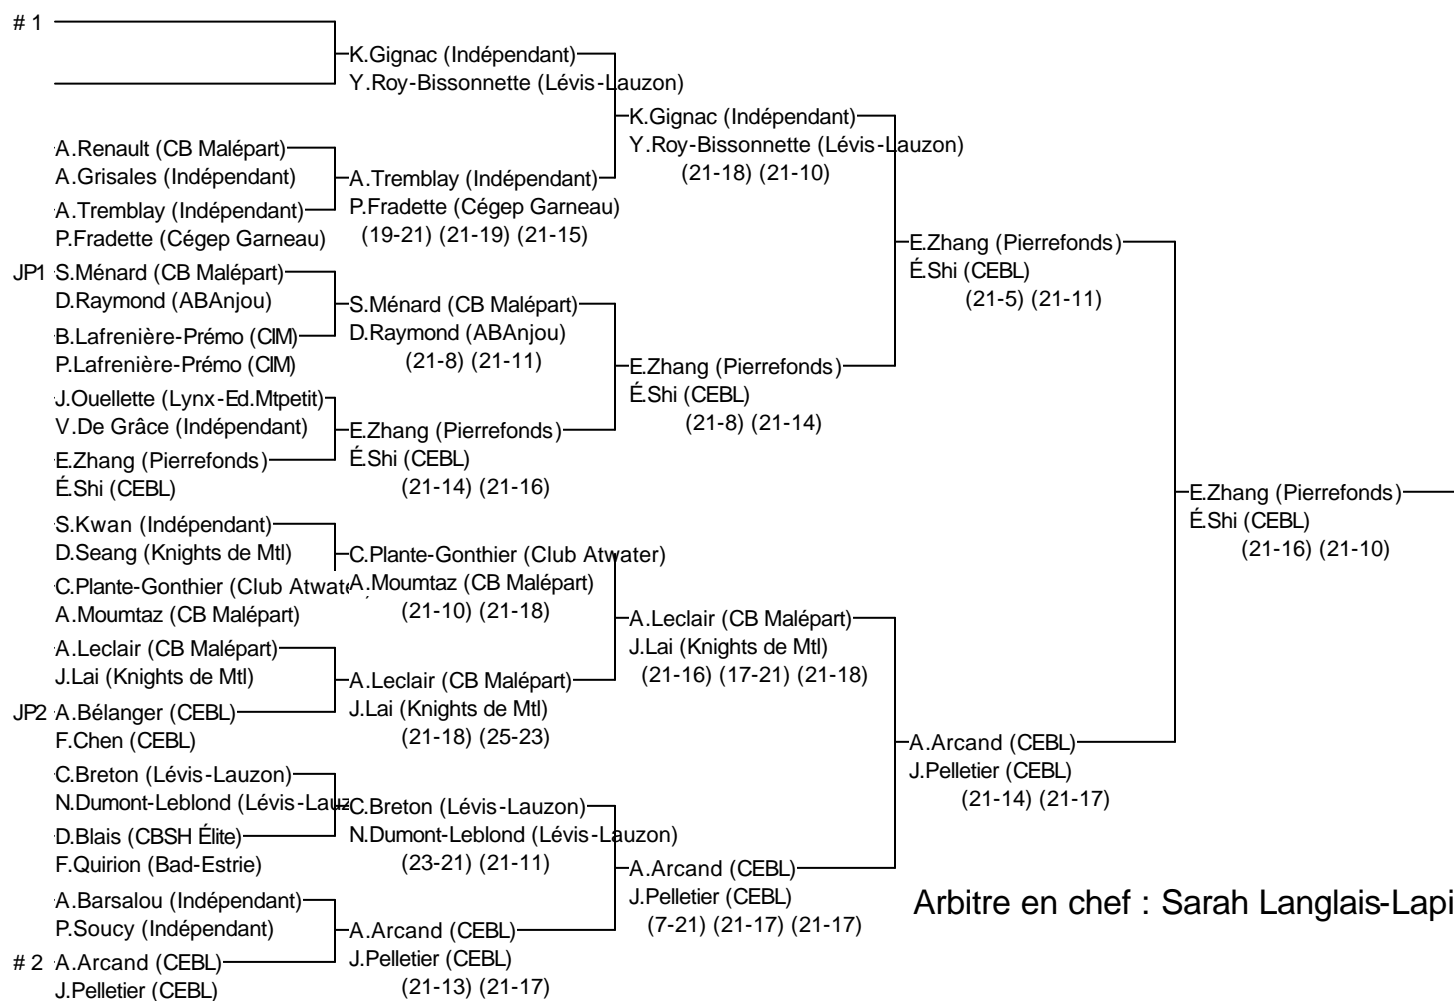 # 1
K.Gignac (Indépendant)
Y.Roy-Bissonnette (Lévis-Lauzon)
K.Gignac (Indépendant)
Y.Roy-Bissonnette (Lévis-Lauzon)
(21-18) (21-10)
A.Renault (CB Malépart)
A.Grisales (Indépendant)
A.Tremblay (Indépendant)
P.Fradette (Cégep Garneau)
(19-21) (21-19) (21-15)
A.Tremblay (Indépendant)
P.Fradette (Cégep Garneau)
E.Zhang (Pierrefonds)
É.Shi (CEBL)
(21-5) (21-11)
JP1 S.Ménard (CB Malépart)
D.Raymond (ABAnjou)
S.Ménard (CB Malépart)
D.Raymond (ABAnjou)
(21-8) (21-11)
B.Lafrenière-Prémo (CIM)
P.Lafrenière-Prémo (CIM)
E.Zhang (Pierrefonds)
É.Shi (CEBL)
(21-8) (21-14)
J.Ouellette (Lynx-Ed.Mtpetit)
V.De Grâce (Indépendant)
E.Zhang (Pierrefonds)
É.Shi (CEBL)
(21-14) (21-16)
E.Zhang (Pierrefonds)
É.Shi (CEBL)
E.Zhang (Pierrefonds)
É.Shi (CEBL)
(21-16) (21-10)
S.Kwan (Indépendant)
D.Seang (Knights de Mtl)
C.Plante-Gonthier (Club Atwater)
A.Moumtaz (CB Malépart)
(21-10) (21-18)
C.Plante-Gonthier (Club Atwate
A.Moumtaz (CB Malépart)
A.Leclair (CB Malépart)
J.Lai (Knights de Mtl)
(21-16) (17-21) (21-18)
A.Leclair (CB Malépart)
J.Lai (Knights de Mtl)
A.Leclair (CB Malépart)
J.Lai (Knights de Mtl)
(21-18) (25-23)
JP2 A.Bélanger (CEBL)
F.Chen (CEBL)
A.Arcand (CEBL)
J.Pelletier (CEBL)
(21-14) (21-17)
C.Breton (Lévis-Lauzon)
N.Dumont-Leblond (Lévis-Lauz
C.Breton (Lévis-Lauzon)
N.Dumont-Leblond (Lévis-Lauzon)
(23-21) (21-11)
D.Blais (CBSH Élite)
F.Quirion (Bad-Estrie)
A.Arcand (CEBL)
J.Pelletier (CEBL)
(7-21) (21-17) (21-17)
A.Barsalou (Indépendant)
P.Soucy (Indépendant)
A.Arcand (CEBL)
J.Pelletier (CEBL)
(21-13) (21-17)
# 2 A.Arcand (CEBL)
J.Pelletier (CEBL)
Arbitre en chef : Sarah Langlais-Lapi